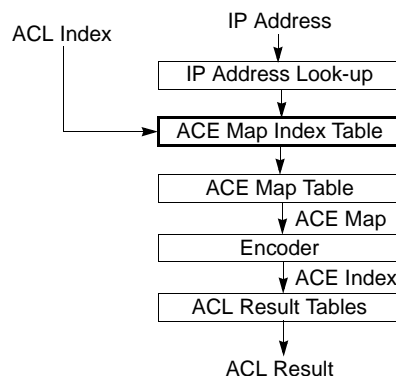 IP Address
ACL Index
IP Address Look-up
ACE Map Index Table
ACE Map Table
ACE Map
Encoder
ACE Index
ACL Result Tables
ACL Result